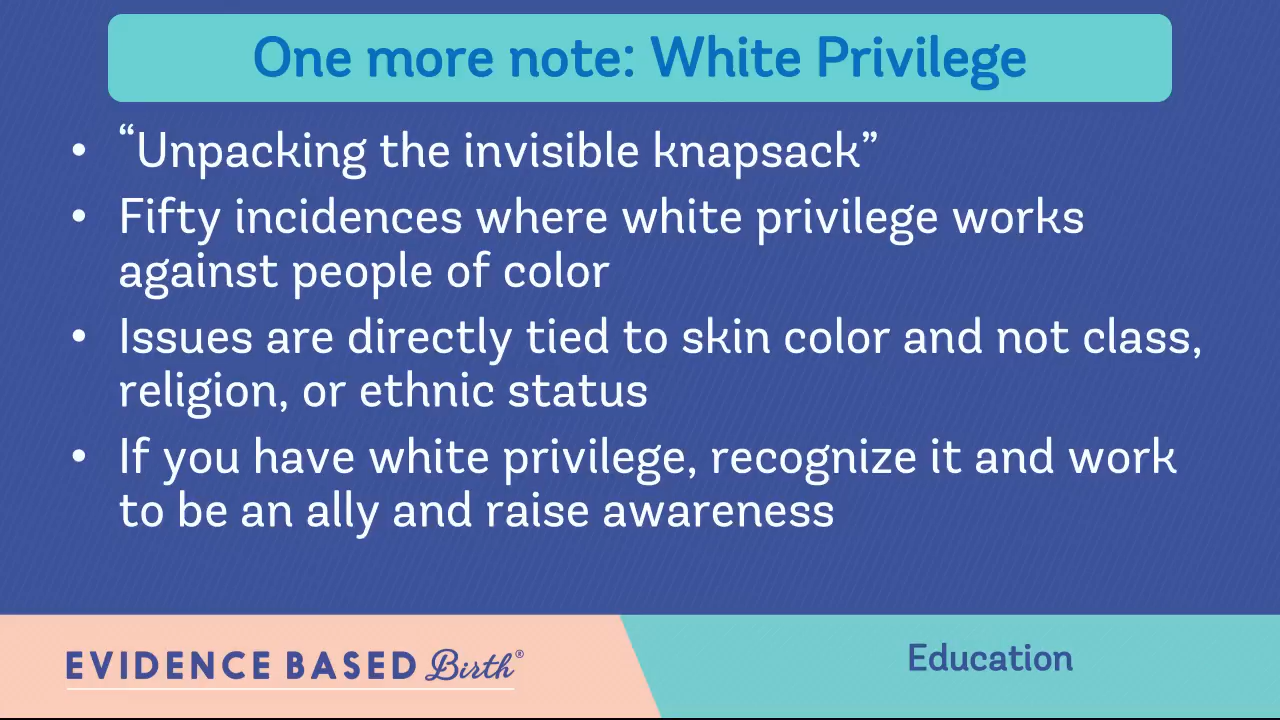 One more note: White Privilege
• “Unpacking the invisible knapsack”
• Fifty incidences where white privilege works
against people of color
• Issues are directly tied to skin color and not class,
religion, or ethnic status
• If you have white privilege, recognize it and work
to be an ally and raise awareness
EVIDENCE BASED Birth®
Education